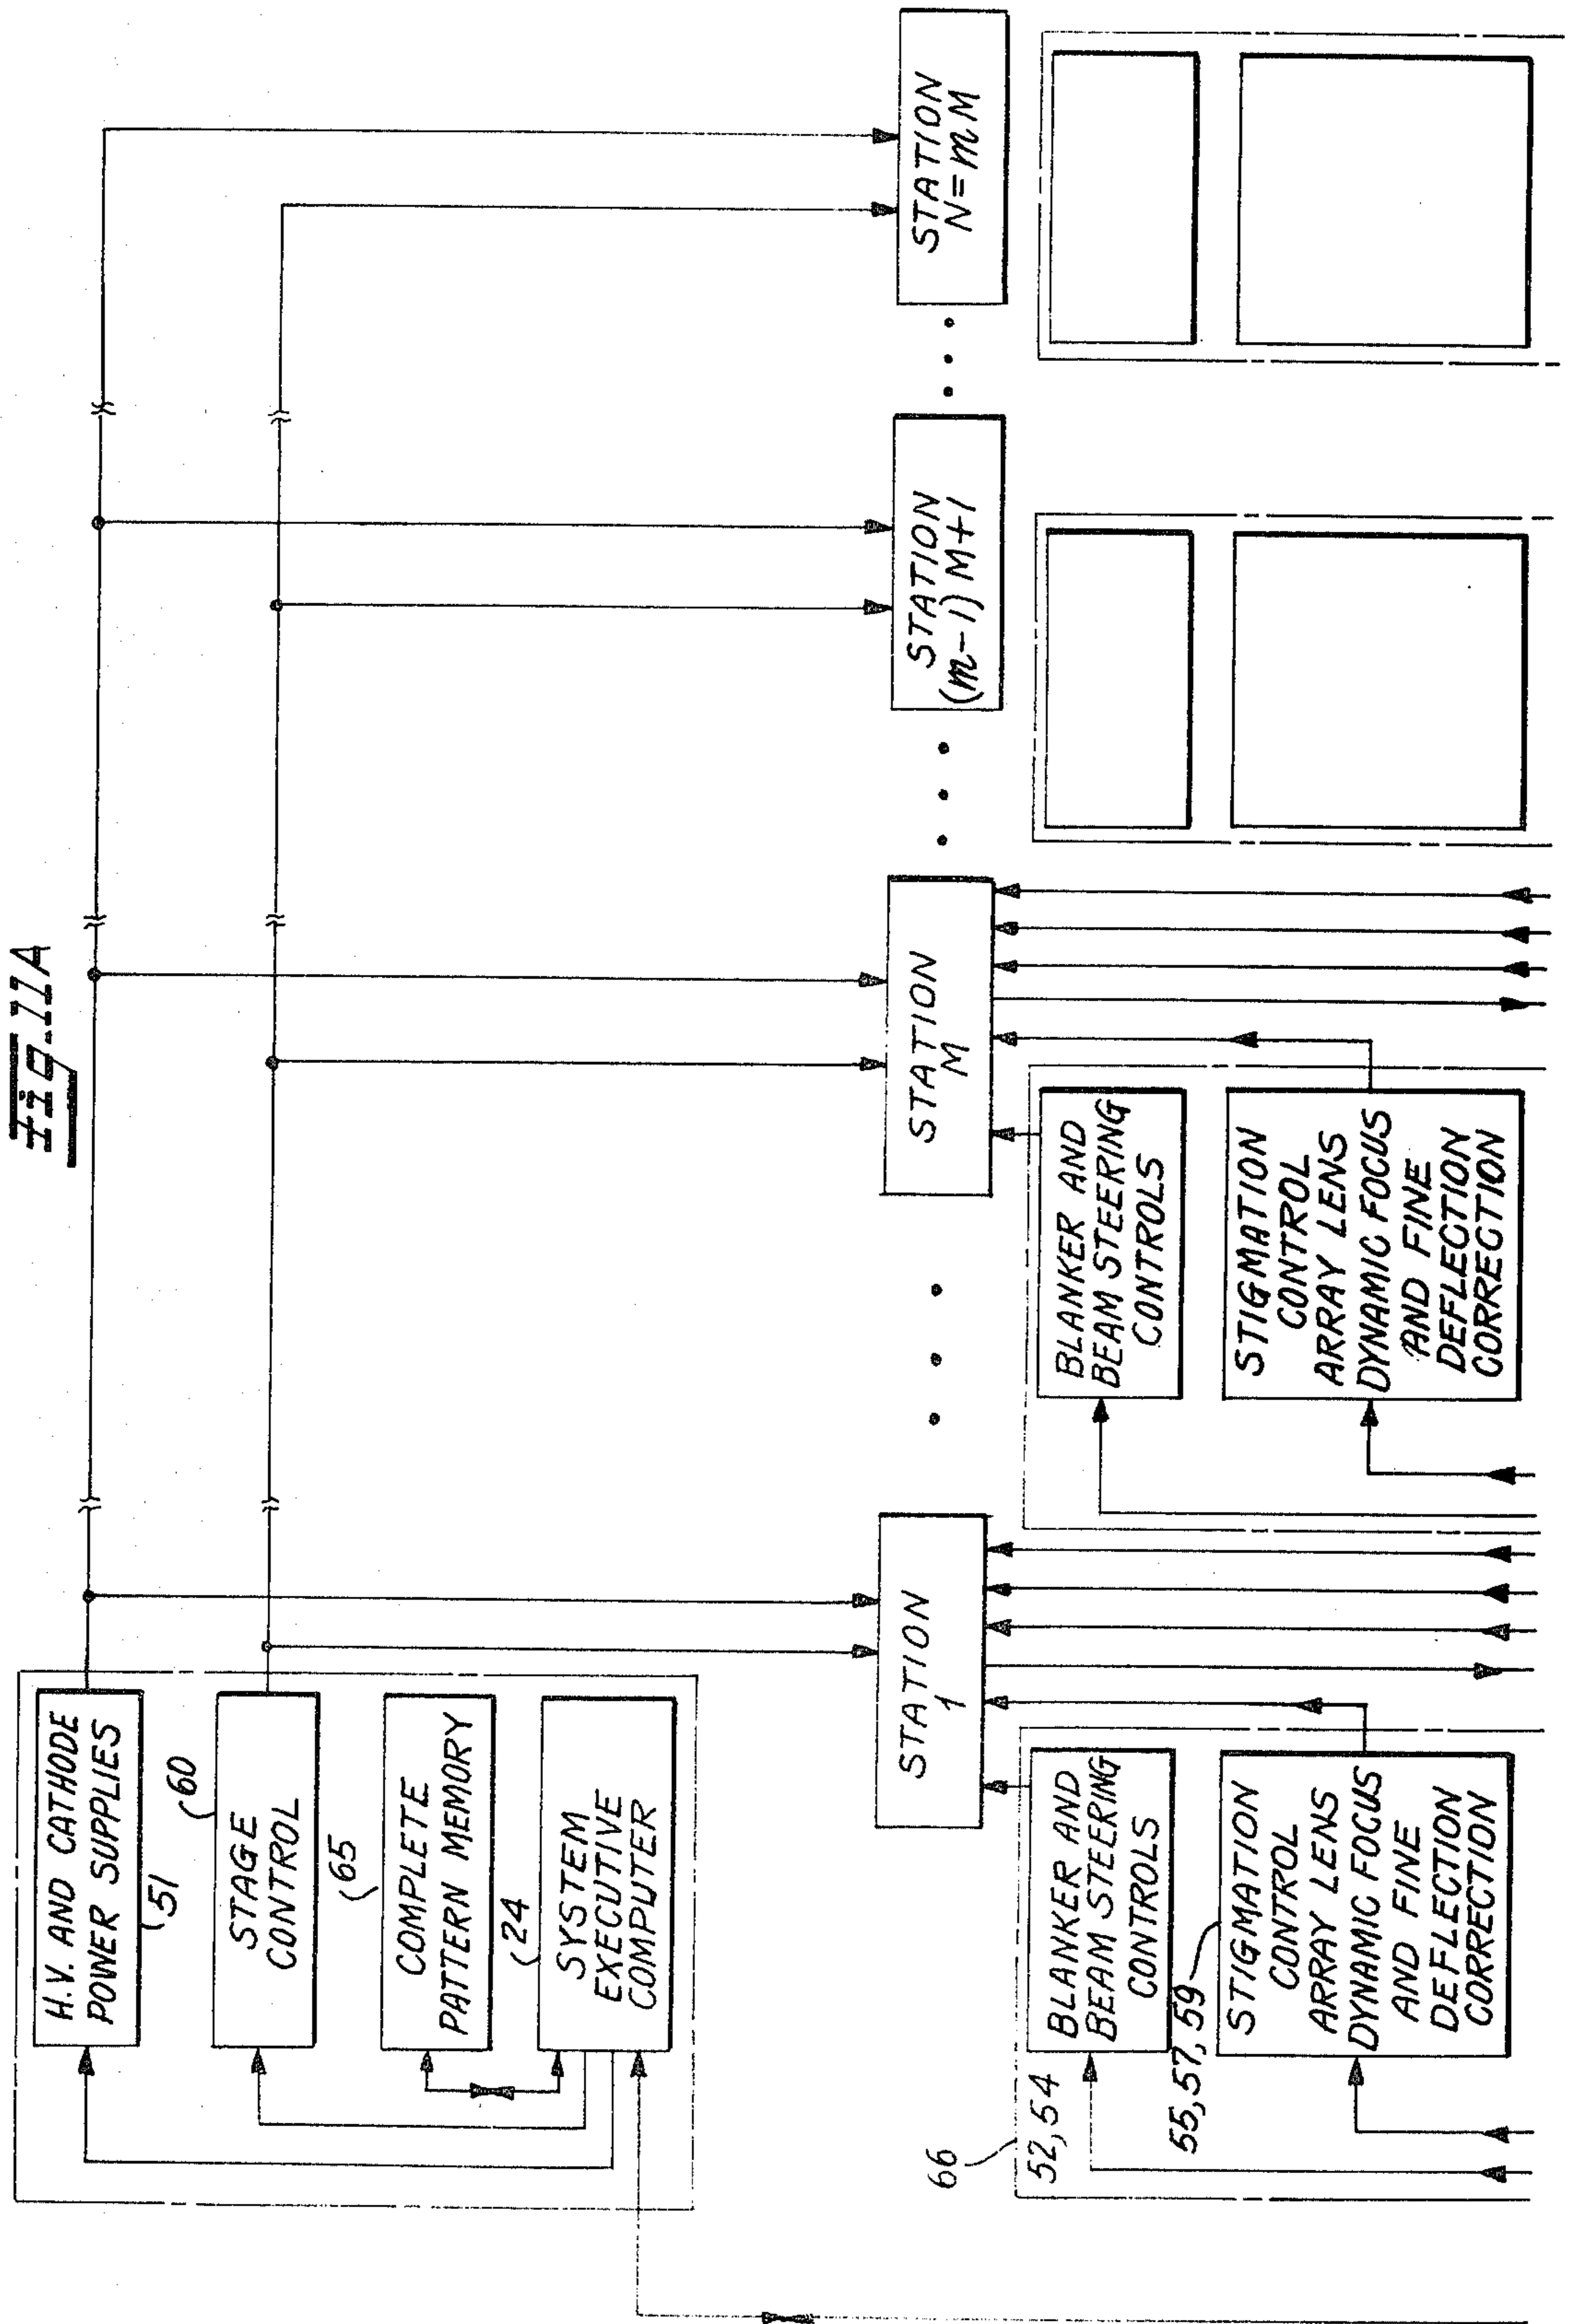 Fig. 11A
H.V. AND CATHODE
POWER SUPPLIES
51
60
STAGE
CONTROL
65
COMPLETE
PATTERN MEMORY
24
SYSTEM
EXECUTIVE
COMPUTER
STATION
1
STATION
M
STATION
(m-1) M+1
STATION
N=mM
66
52, 54
BLANKER AND
BEAM STEERING
CONTROLS
55, 57, 59
STIGMATION
CONTROL
ARRAY LENS
DYNAMIC FOCUS
AND FINE
DEFLECTION
CORRECTION
BLANKER AND
BEAM STEERING
CONTROLS
STIGMATION
CONTROL
ARRAY LENS
DYNAMIC FOCUS
AND FINE
DEFLECTION
CORRECTION